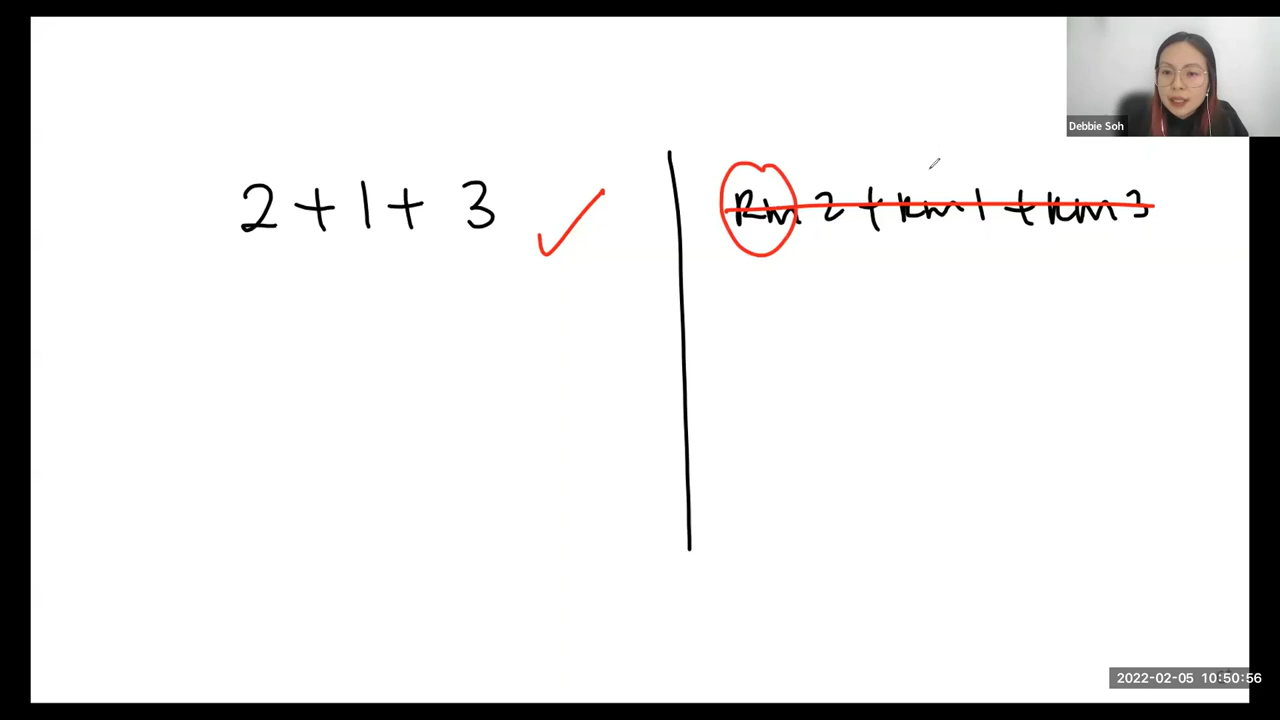 Debbie Soh
2 + 1 + 3
Rm 2 + Rm 1 + Rm 3
2022-02-05 10:50:56